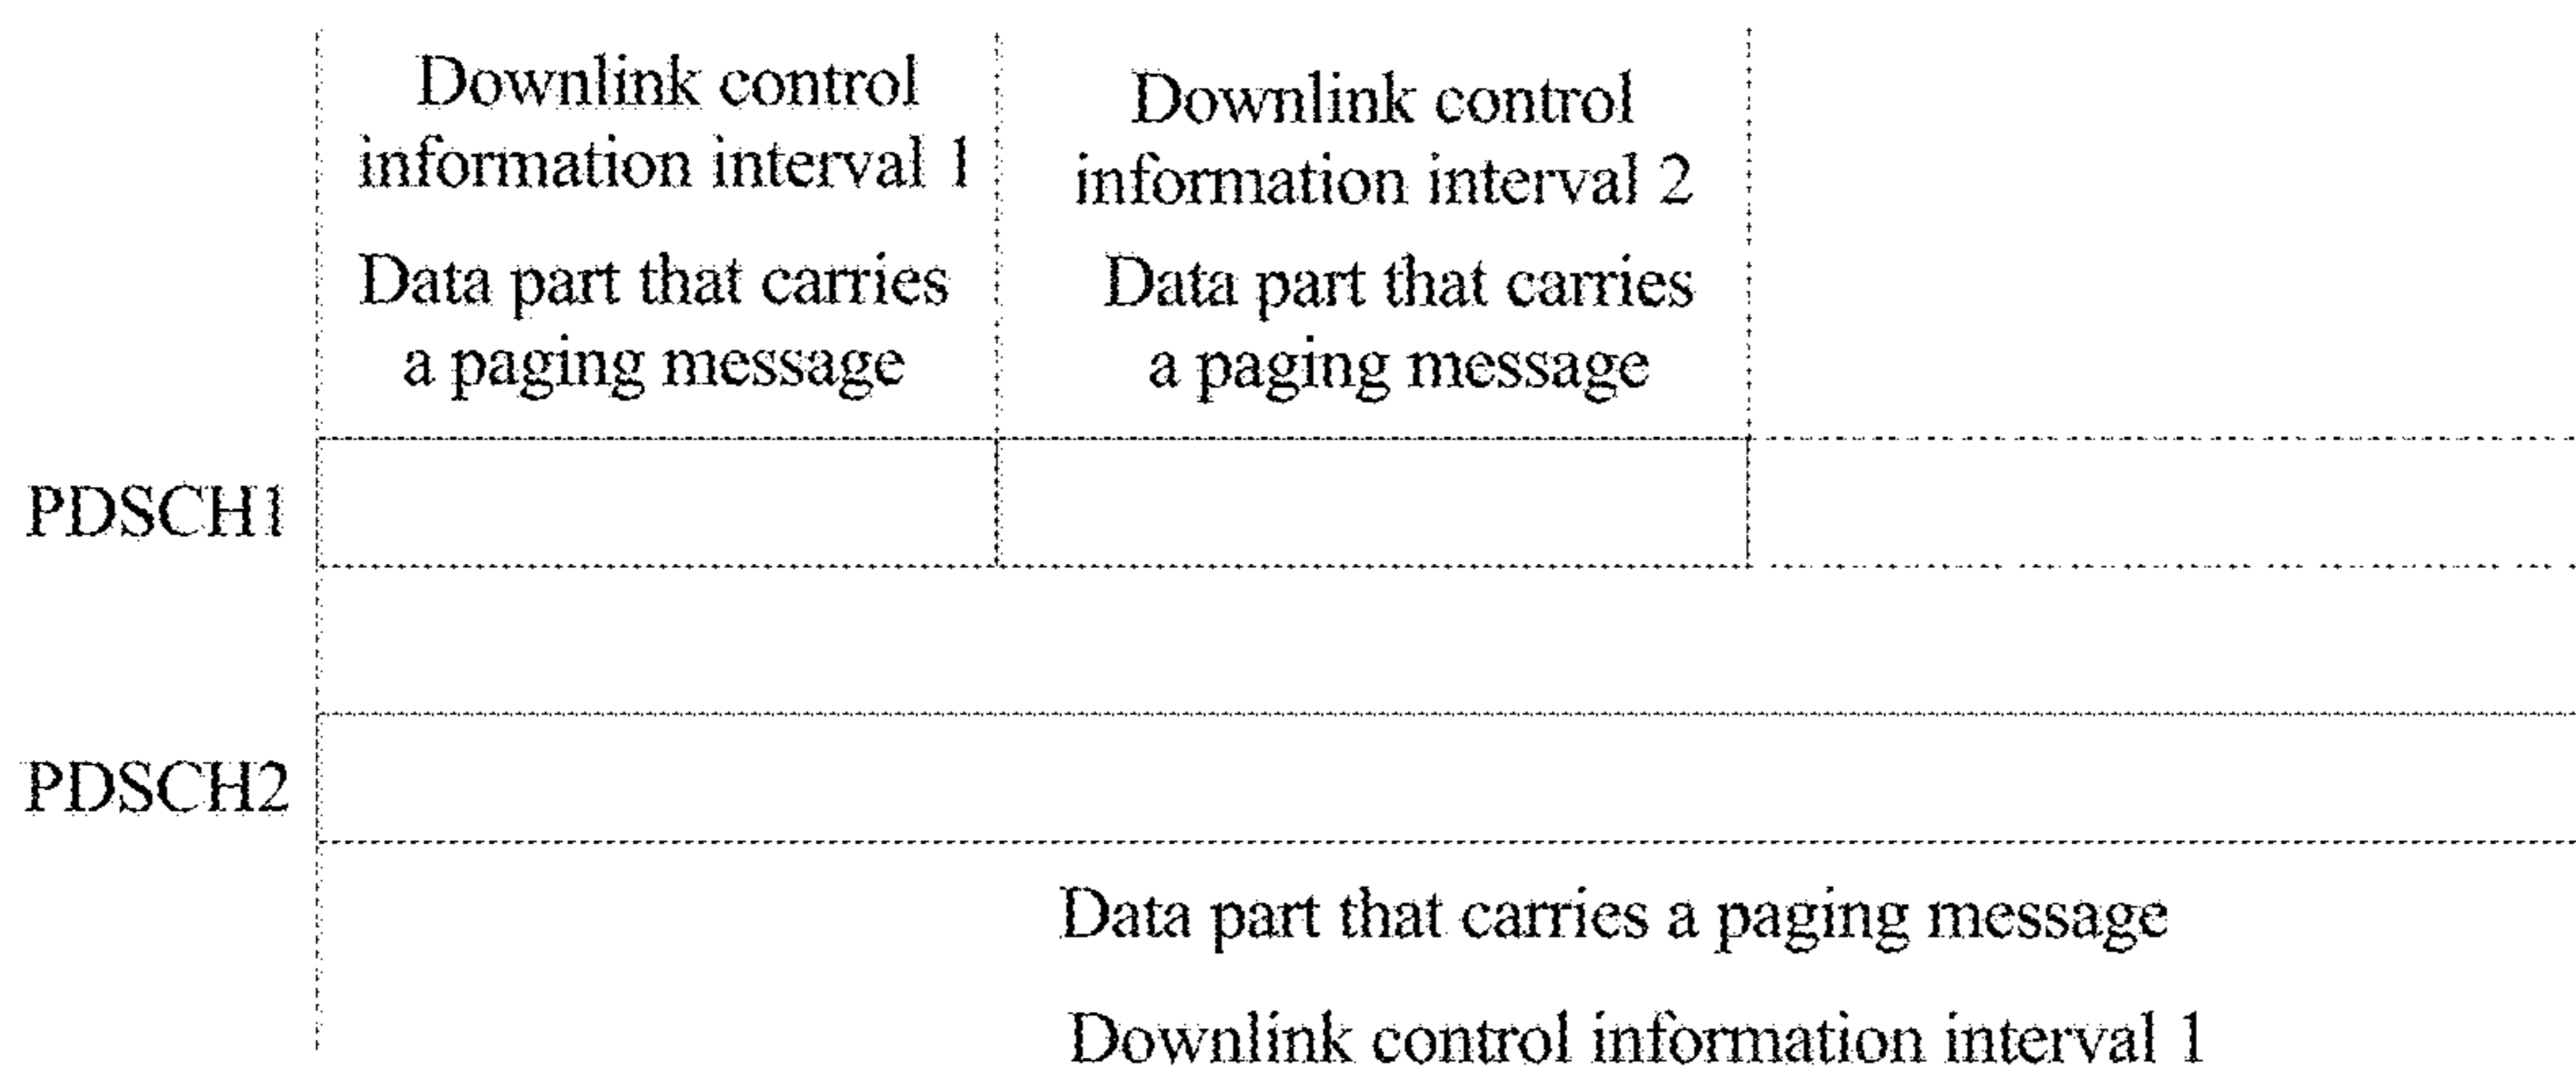 Downlink control
information interval 1
Data part that carries
a paging message
Downlink control
information interval 2
Data part that carries
a paging message
PDSCH1
PDSCH2
Data part that carries a paging message
Downlink control information interval 1